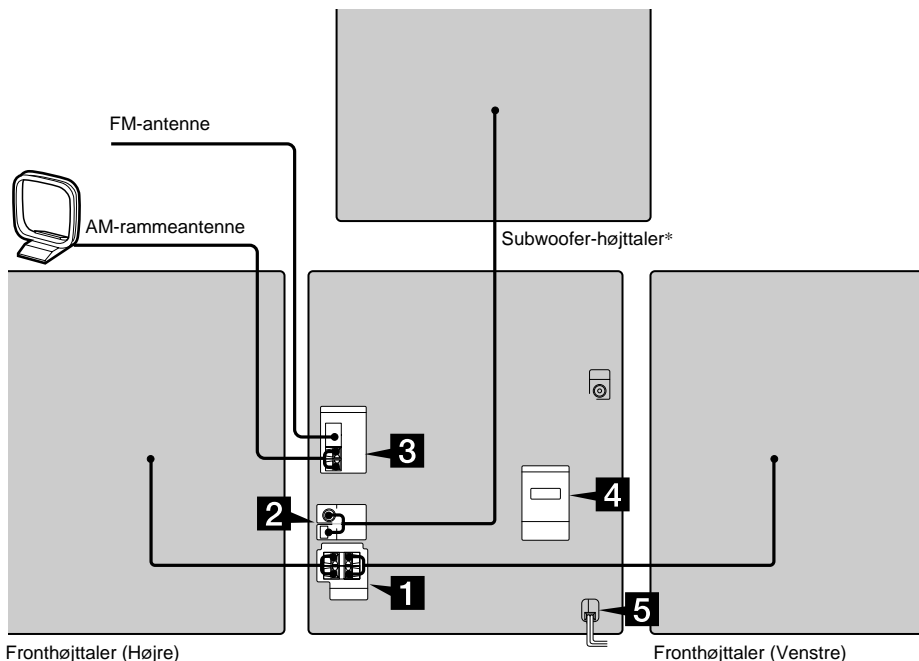 FM-antenne
AM-rammeantenne
Subwoofer-højttaler*
3
4
2
1
5
Fronthøjttaler (Højre)
Fronthøjttaler (Venstre)